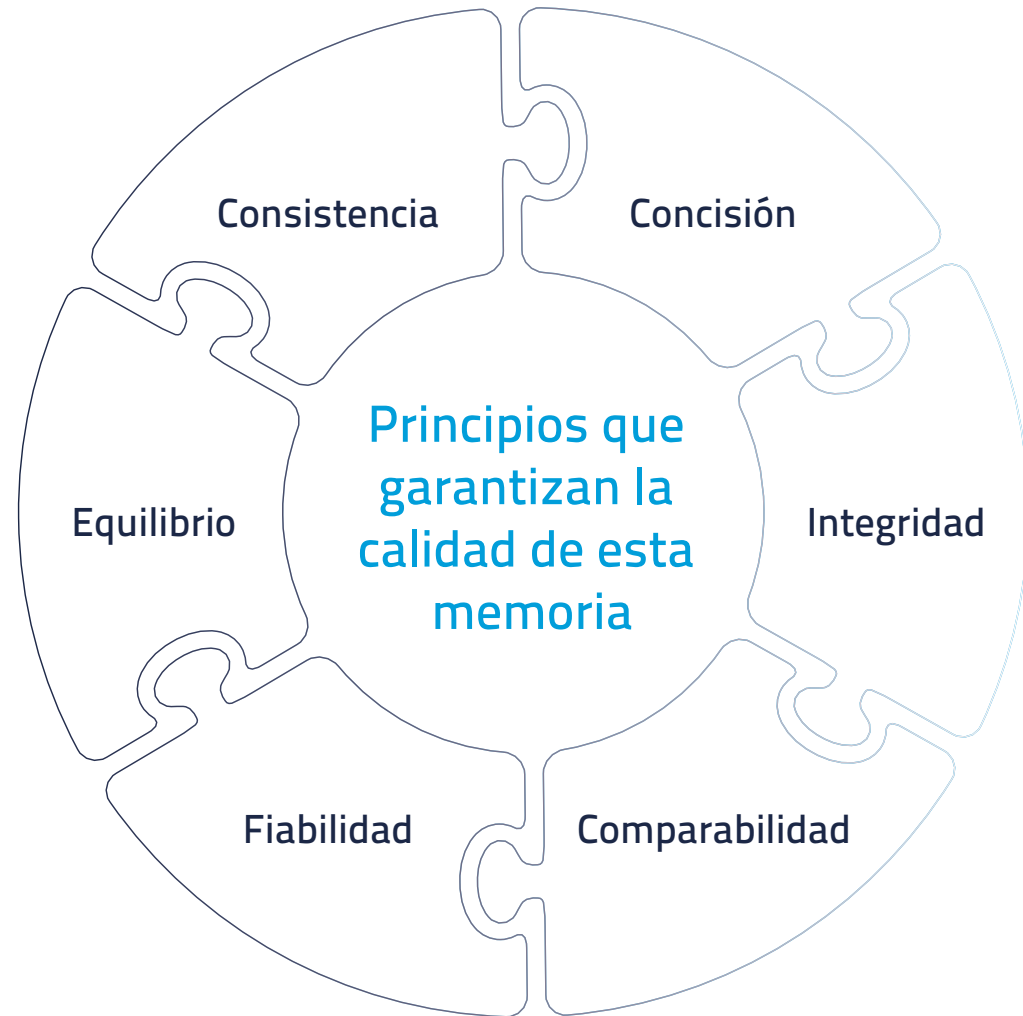 Consistencia
Concisión
Principios que
garantizan la
calidad de esta
memoria
Equilibrio
Integridad
Fiabilidad
Comparabilidad